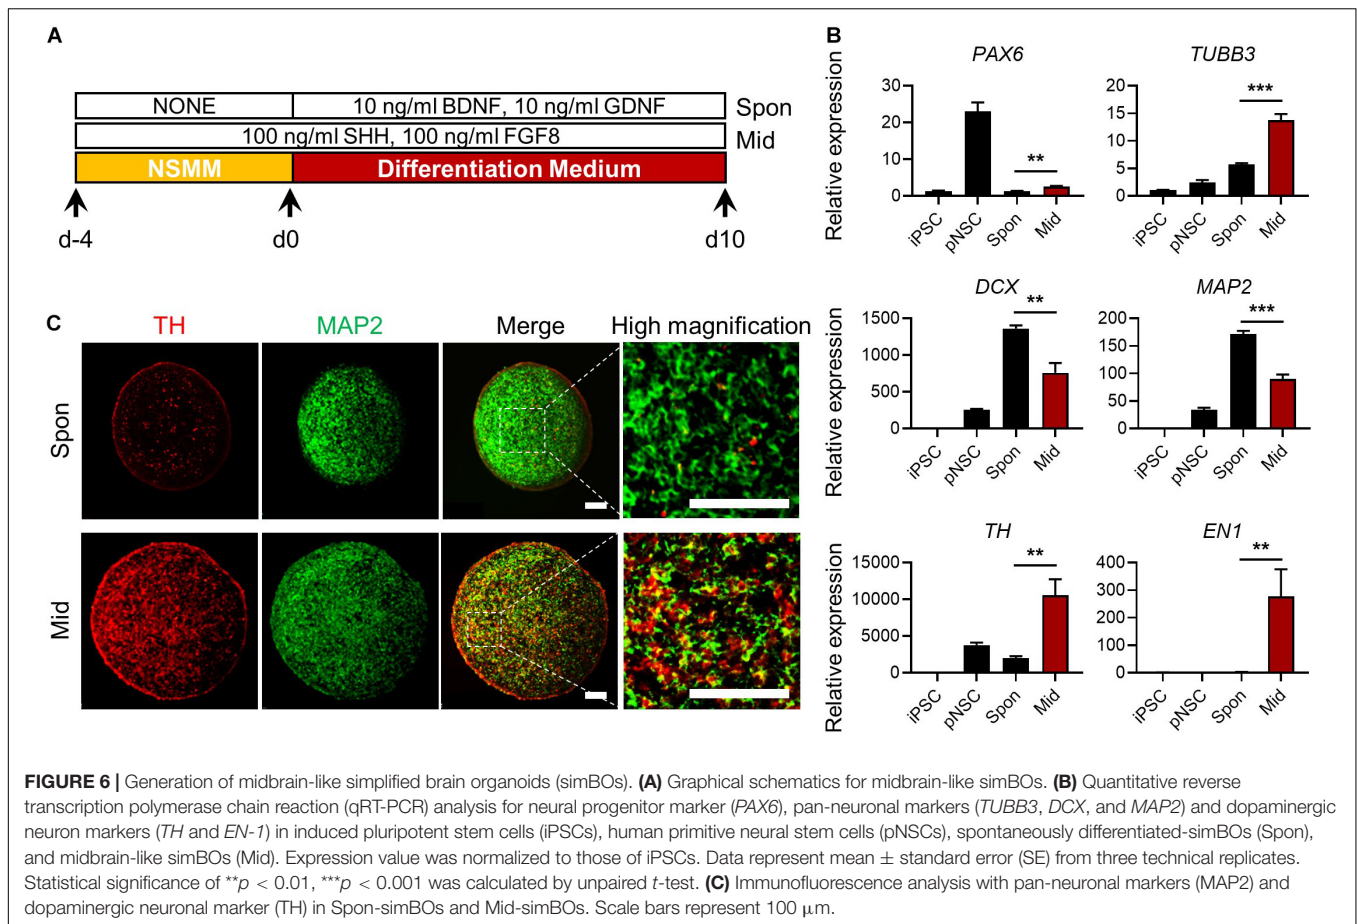 A
NONE
10 ng/ml BDNF, 10 ng/ml GDNF
Spon
100 ng/ml SHH, 100 ng/ml FGF8
Mid
NSMM
Differentiation Medium
d-4
d0
d10
B
PAX6
Relative expression
30
20
10
0
**
iPSC
pNSC
Spon
Mid
TUBB3
20
15
10
5
0
***
iPSC
pNSC
Spon
Mid
DCX
Relative expression
1500
1000
500
0
**
iPSC
pNSC
Spon
Mid
MAP2
200
150
100
50
0
***
iPSC
pNSC
Spon
Mid
TH
Relative expression
15000
10000
5000
0
**
iPSC
pNSC
Spon
Mid
EN1
400
300
200
100
0
**
iPSC
pNSC
Spon
Mid
C
TH
MAP2
Merge
High magnification
Spon
Mid
FIGURE 6 | Generation of midbrain-like simplified brain organoids (simBOs). (A) Graphical schematics for midbrain-like simBOs. (B) Quantitative reverse
transcription polymerase chain reaction (qRT-PCR) analysis for neural progenitor marker (PAX6), pan-neuronal markers (TUBB3, DCX, and MAP2) and dopaminergic
neuron markers (TH and EN-1) in induced pluripotent stem cells (iPSCs), human primitive neural stem cells (pNSCs), spontaneously differentiated-simBOs (Spon),
and midbrain-like simBOs (Mid). Expression value was normalized to those of iPSCs. Data represent mean ± standard error (SE) from three technical replicates.
Statistical significance of **p < 0.01, ***p < 0.001 was calculated by unpaired t-test. (C) Immunofluorescence analysis with pan-neuronal markers (MAP2) and
dopaminergic neuronal marker (TH) in Spon-simBOs and Mid-simBOs. Scale bars represent 100 μm.